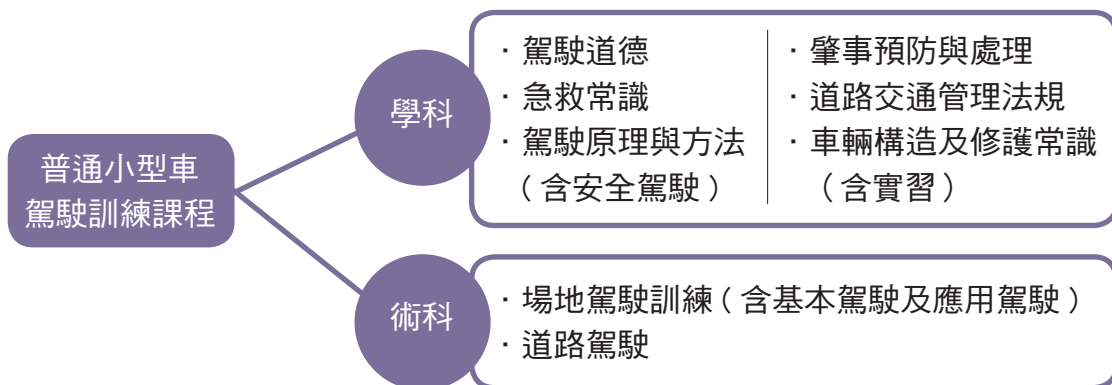 普通小型車
駕駛訓練課程
學科
· 駕駛道德
· 急救常識
· 駕駛原理與方法
（含安全駕駛）
· 肇事預防與處理
· 道路交通管理法規
· 車輛構造及修護常識
（含實習）
術科
· 場地駕駛訓練（含基本駕駛及應用駕駛）
· 道路駕駛